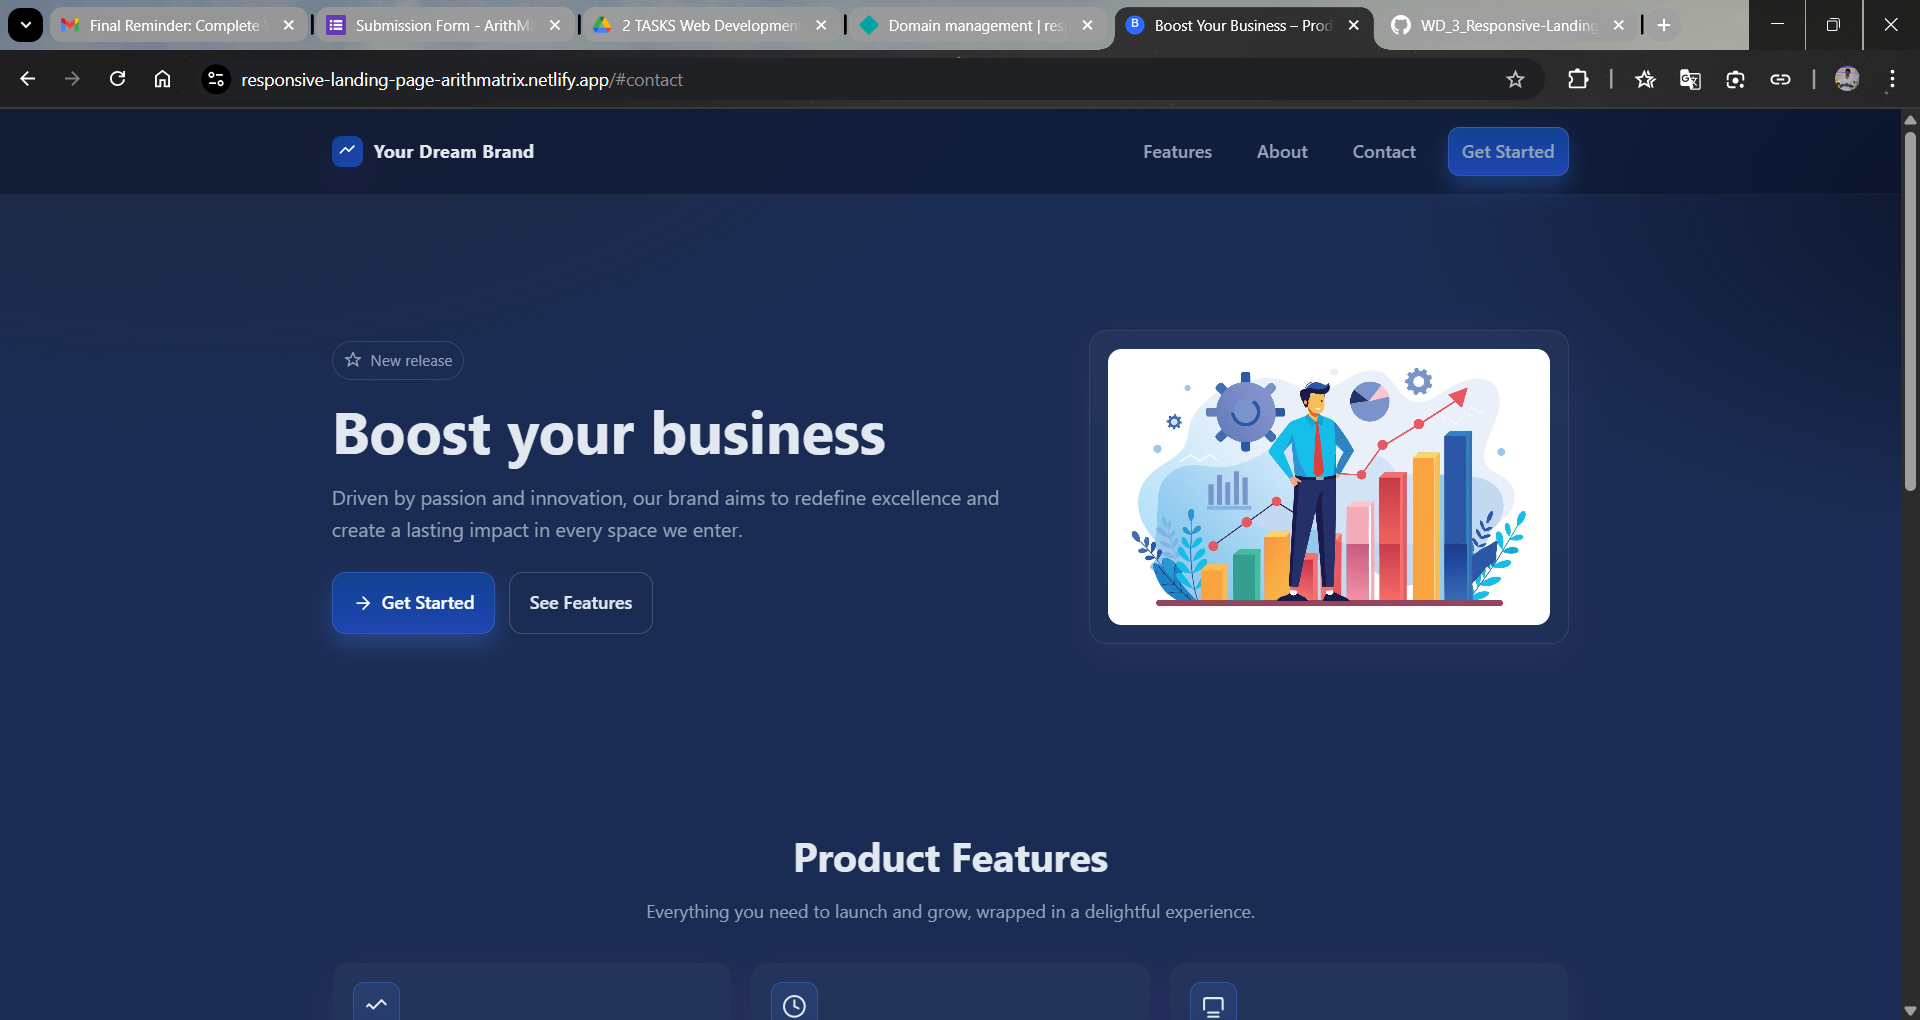 Final Reminder: Complete
Submission Form - ArithM
2 TASKS Web Development
Domain management | res
Boost Your Business – Prod
WD_3_Responsive-Landing
responsive-landing-page-arithmatrix.netlify.app/#contact
Your Dream Brand
Features
About
Contact
Get Started
New release
Boost your business
Driven by passion and innovation, our brand aims to redefine excellence and
create a lasting impact in every space we enter.
Get Started
See Features
Product Features
Everything you need to launch and grow, wrapped in a delightful experience.